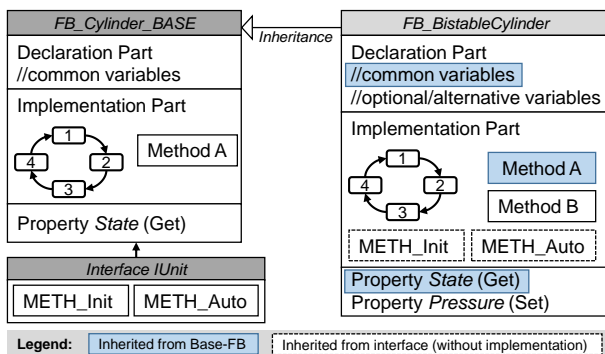 FB_Cylinder_BASE
Declaration Part
//common variables
Implementation Part
1
2
3
4
Method A
Property State (Get)
Interface IUnit
METH_Init
METH_Auto
Inheritance
FB_BistableCylinder
Declaration Part
//common variables
//optional/alternative variables
Implementation Part
1
2
3
4
Method A
Method B
METH_Init
METH_Auto
Property State (Get)
Property Pressure (Set)
Legend:
Inherited from Base-FB
Inherited from interface (without implementation)